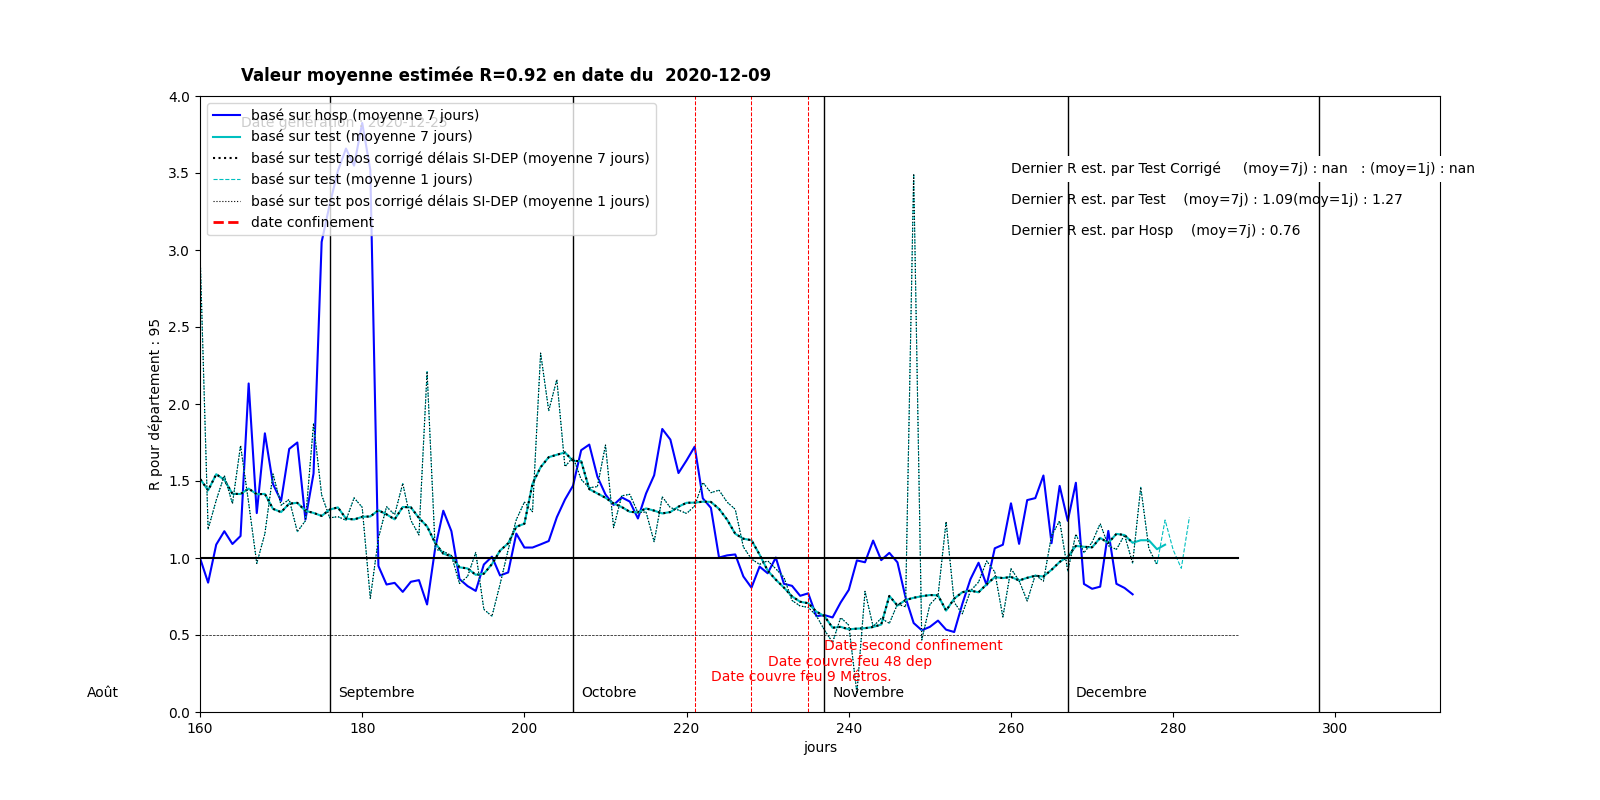 Valeur moyenne estimée R=0.92 en date du  2020-12-09
4.0
3.5
3.0
2.5
2.0
1.5
1.0
0.5
0.0
R pour département : 95
basé sur hosp (moyenne 7 jours)
basé sur test (moyenne 7 jours)
basé sur test pos corrigé délais SI-DEP (moyenne 7 jours)
basé sur test (moyenne 1 jours)
basé sur test pos corrigé délais SI-DEP (moyenne 1 jours)
date confinement
Dernier R est. par Test Corrigé     (moy=7j) : nan   : (moy=1j) : nan
Dernier R est. par Test    (moy=7j) : 1.09(moy=1j) : 1.27
Dernier R est. par Hosp    (moy=7j) : 0.76
Date second confinement
Date couvre feu 48 dep
Date couvre feu 9 Métros.
Août
Septembre
Octobre
Novembre
Decembre
160
180
200
220
240
260
280
300
jours